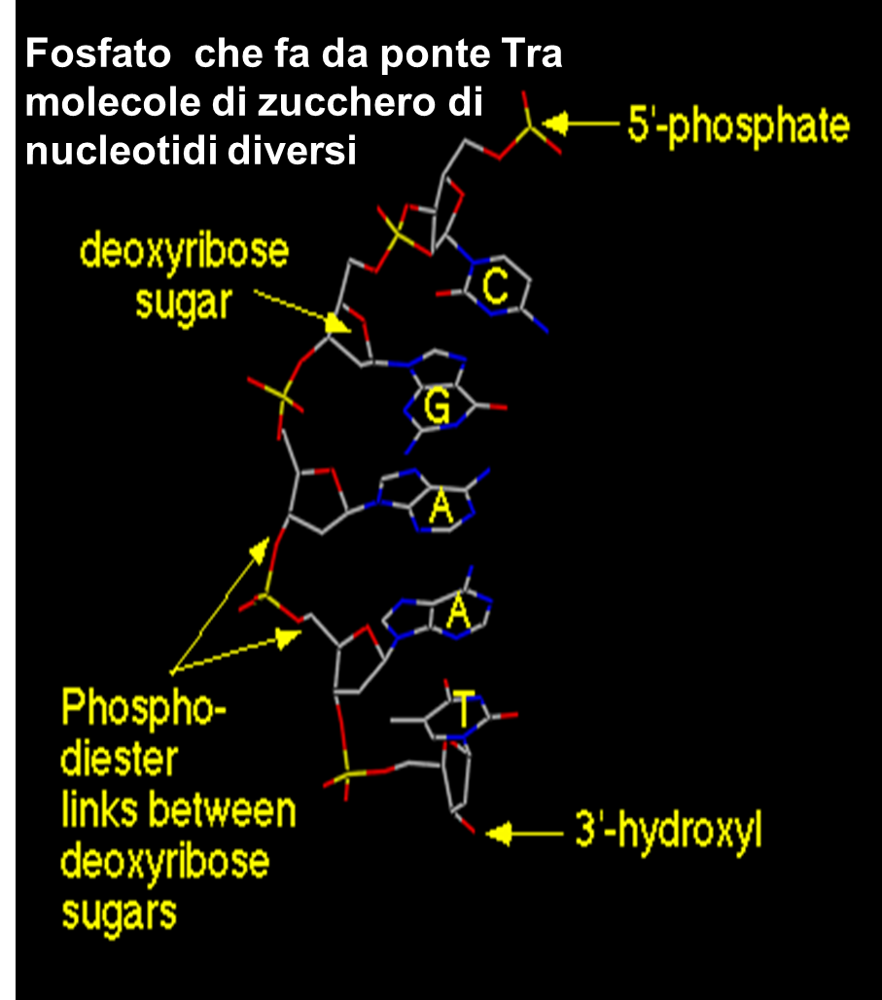 Fosfato  che fa da ponte Tra
molecole di zucchero di
nucleotidi diversi
5'-phosphate
deoxyribose
sugar
C
G
A
A
T
Phospho-
diester
links between
deoxyribose
sugars
3'-hydroxyl